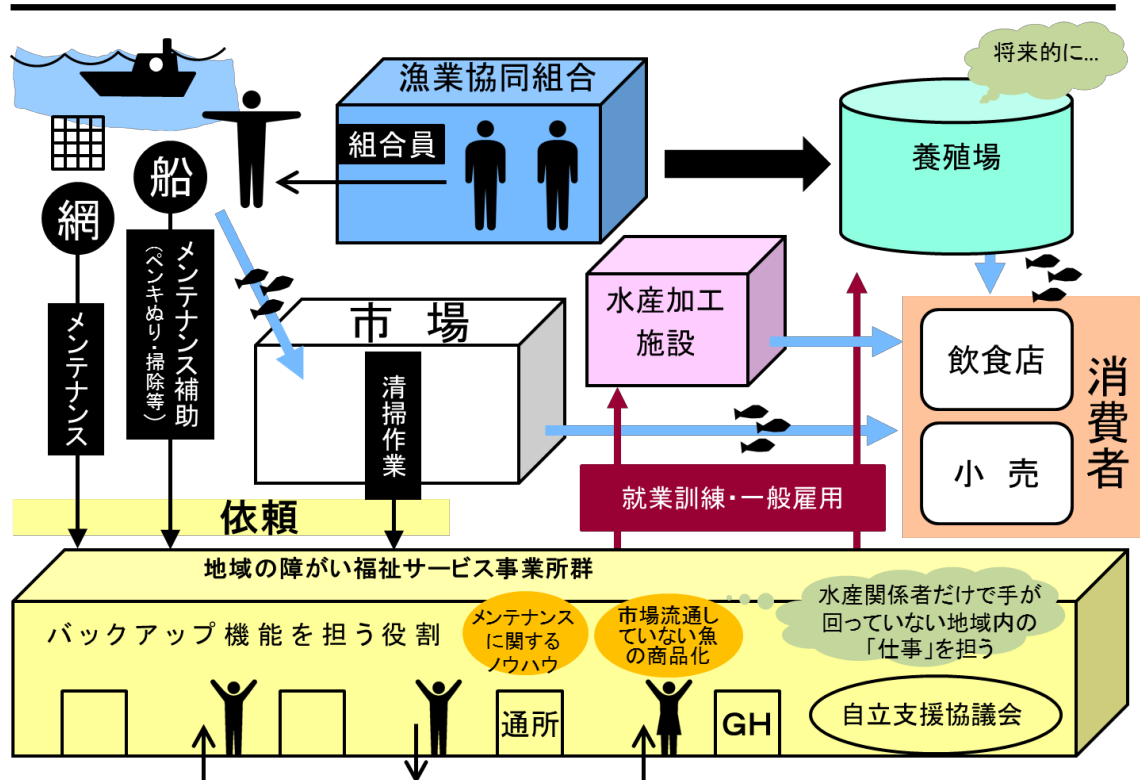 将来的に…
漁業協同組合
組合員
養殖場
船
網
メンテナンス補助
（ペンキぬり・掃除等）
メンテナンス
市　場
清掃作業
水産加工
施設
飲食店
小　売
消費者
就業訓練・一般雇用
依頼
地域の障がい福祉サービス事業所群
バックアップ機能を担う役割
メンテナンス
に関する
ノウハウ
市場流通し
ていない魚
の商品化
水産関係者だけで手が
回っていない地域内の
「仕事」を担う
通所
GH
自立支援協議会